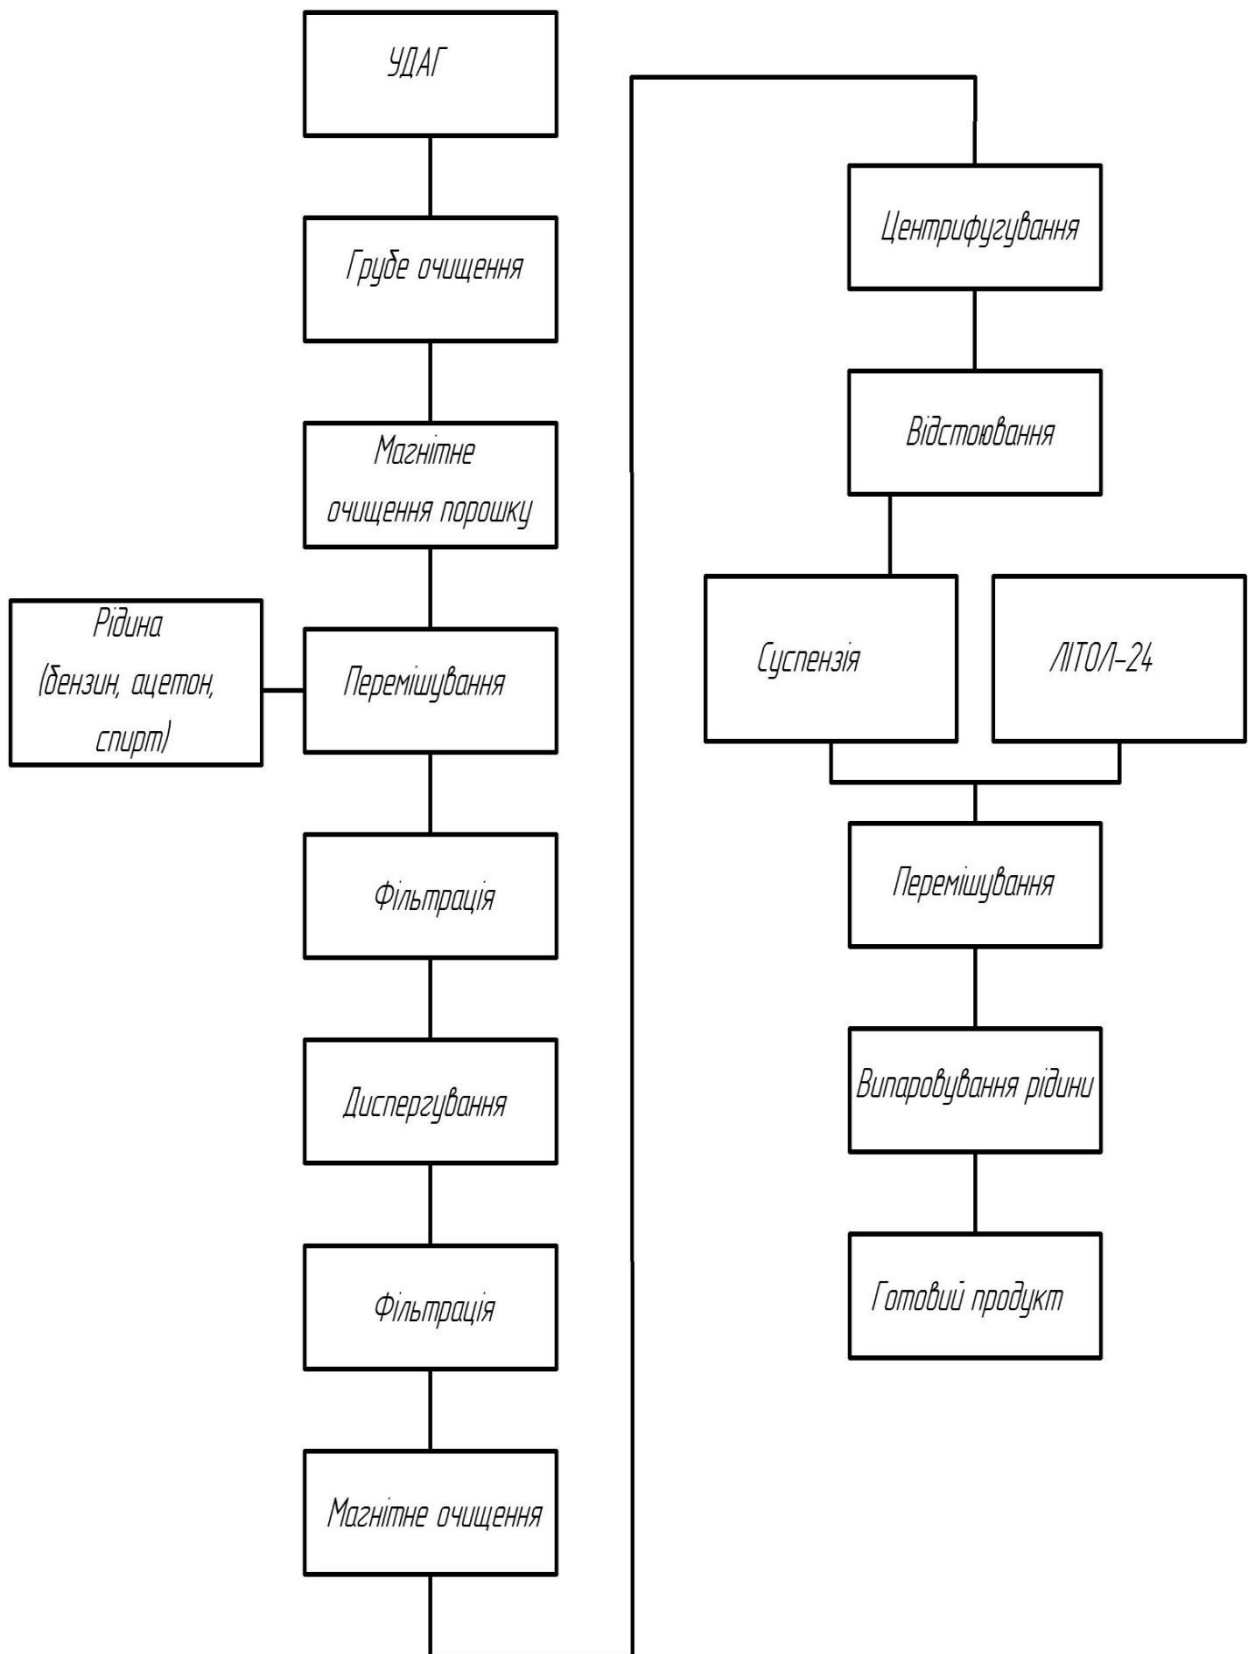 УДАГ
Грубе очищення
Магнітне
очищення порошку
Рідина
(бензин, ацетон,
спирт)
Перемішування
Фільтрація
Диспергування
Фільтрація
Магнітне очищення
Центрифугування
Відстоювання
Суспензія
ЛІТОЛ-24
Перемішування
Випаровування рідини
Готовий продукт